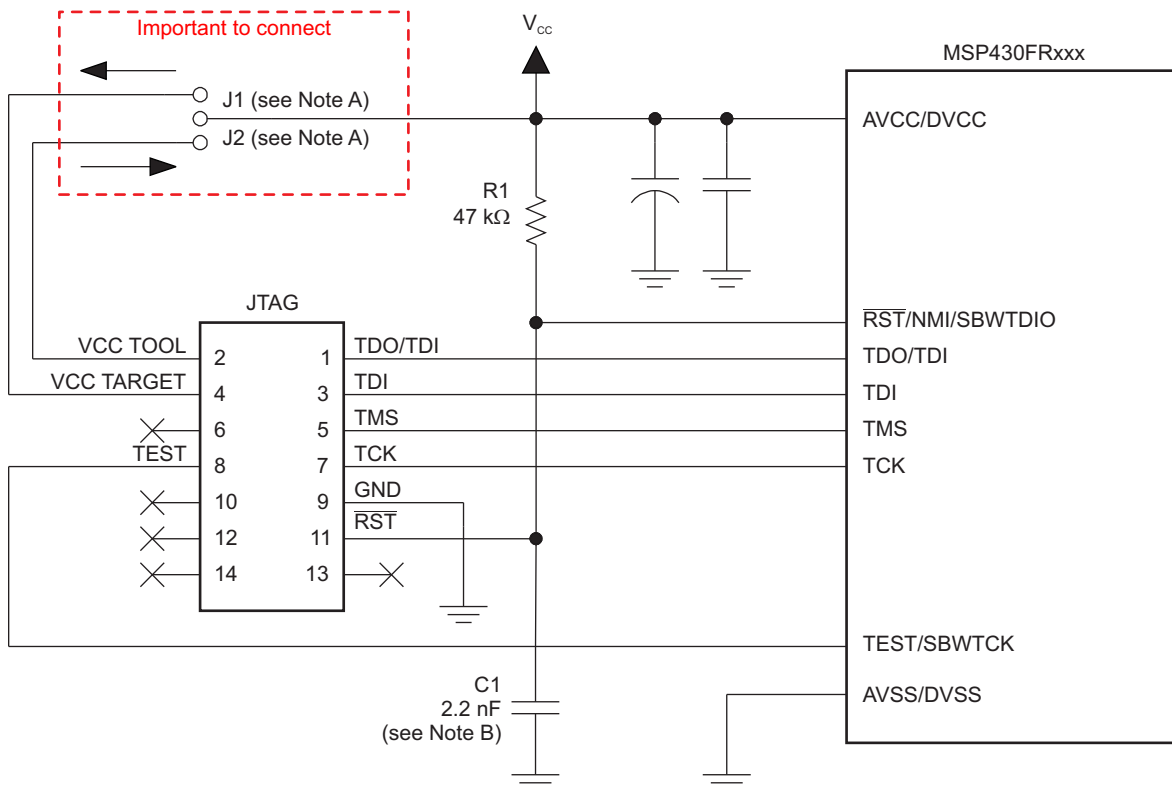 Important to connect
J1 (see Note A)
J2 (see Note A)
V_CC
MSP430FRxxx
AVCC/DVCC
R1
47 kΩ
JTAG
R̅S̅T̅/NMI/SBWTDIO
VCC TOOL 2 1 TDO/TDI
TDO/TDI
VCC TARGET 4 3 TDI
TDI
6 5 TMS
TMS
TEST 8 7 TCK
TCK
10 9 GND
12 11 R̅S̅T̅
14 13
TEST/SBWTCK
C1
2.2 nF
(see Note B)
AVSS/DVSS